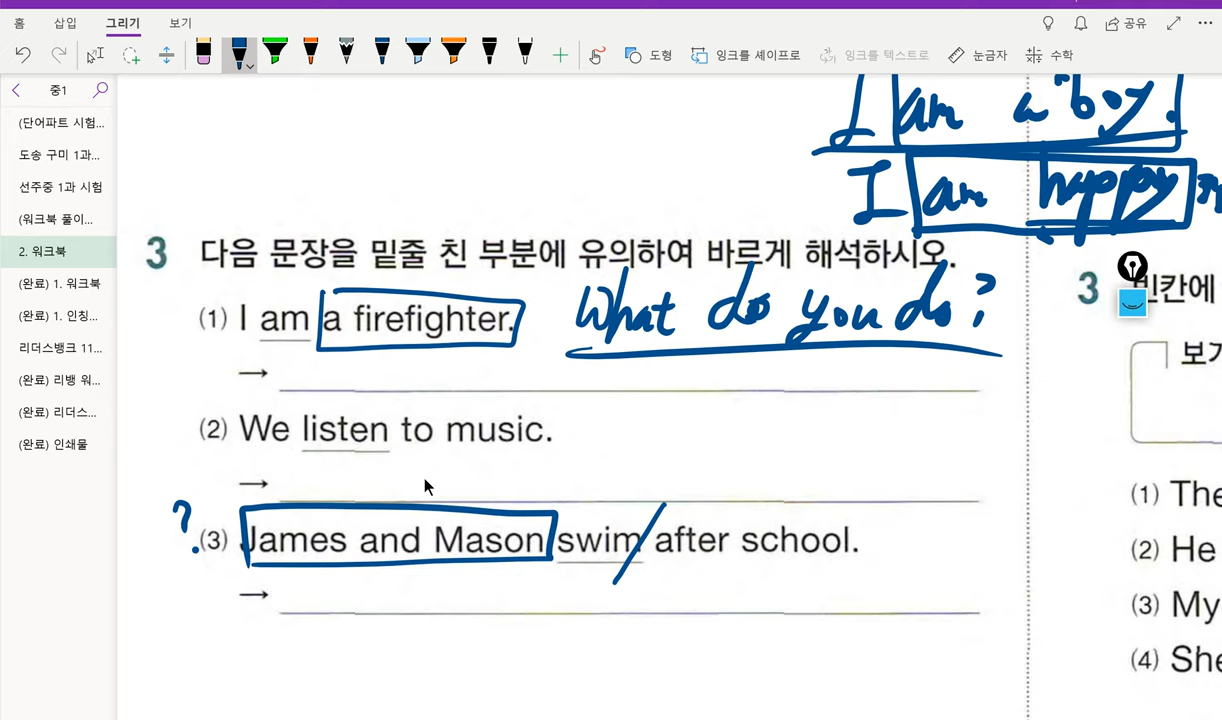 홈 삽입 그리기 보기
공유
도형 잉크를 셰이프로 잉크를 텍스트로 눈금자 수학
중1
(단어파트 시험...
도송 구미 1과...
선주중 1과 시험
(워크북 풀이...
2. 워크북
(완료) 1. 워크북
(완료) 1. 인칭...
리더스뱅크 11...
(완료) 리뱅 워...
(완료) 리더스...
(완료) 인쇄물
I am a boy.
I am happy
3 다음 문장을 밑줄 친 부분에 유의하여 바르게 해석하시오.
(1) I am a firefighter. What do you do?
→
(2) We listen to music.
→
? (3) James and Mason swim / after school.
→
3 빈칸에
보기
(1) The
(2) He
(3) My
(4) She